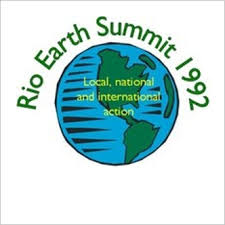 Rio Earth Summit 1992
Local, national
and international
action